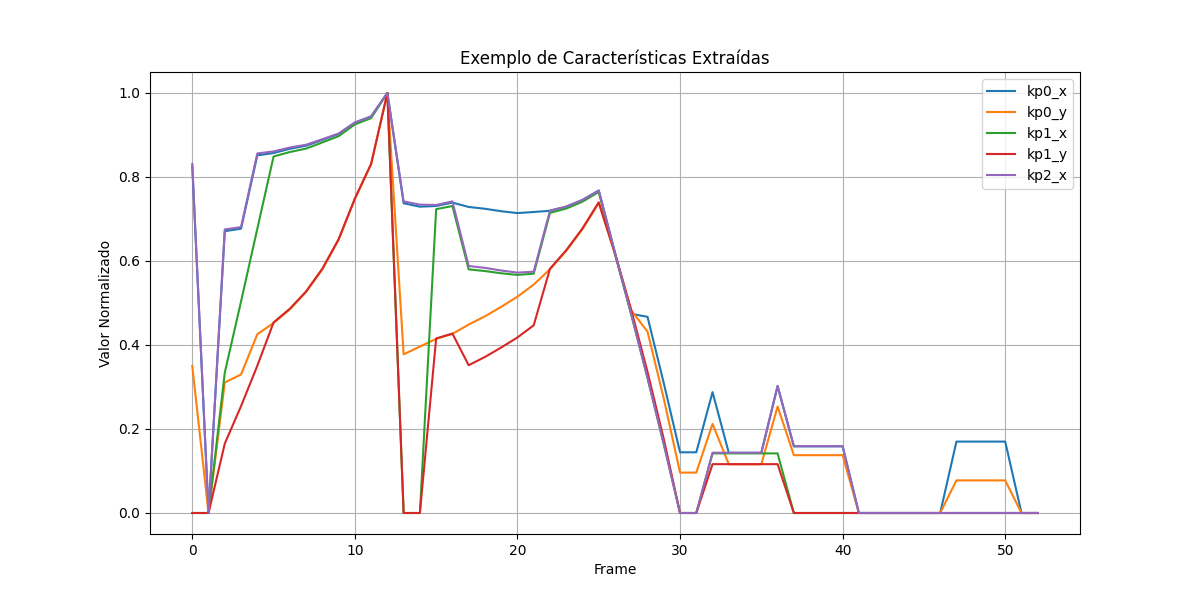 Exemplo de Características Extraídas
kp0_x
kp0_y
kp1_x
kp1_y
kp2_x
Valor Normalizado
1.0
0.8
0.6
0.4
0.2
0.0
0 10 20 30 40 50
Frame